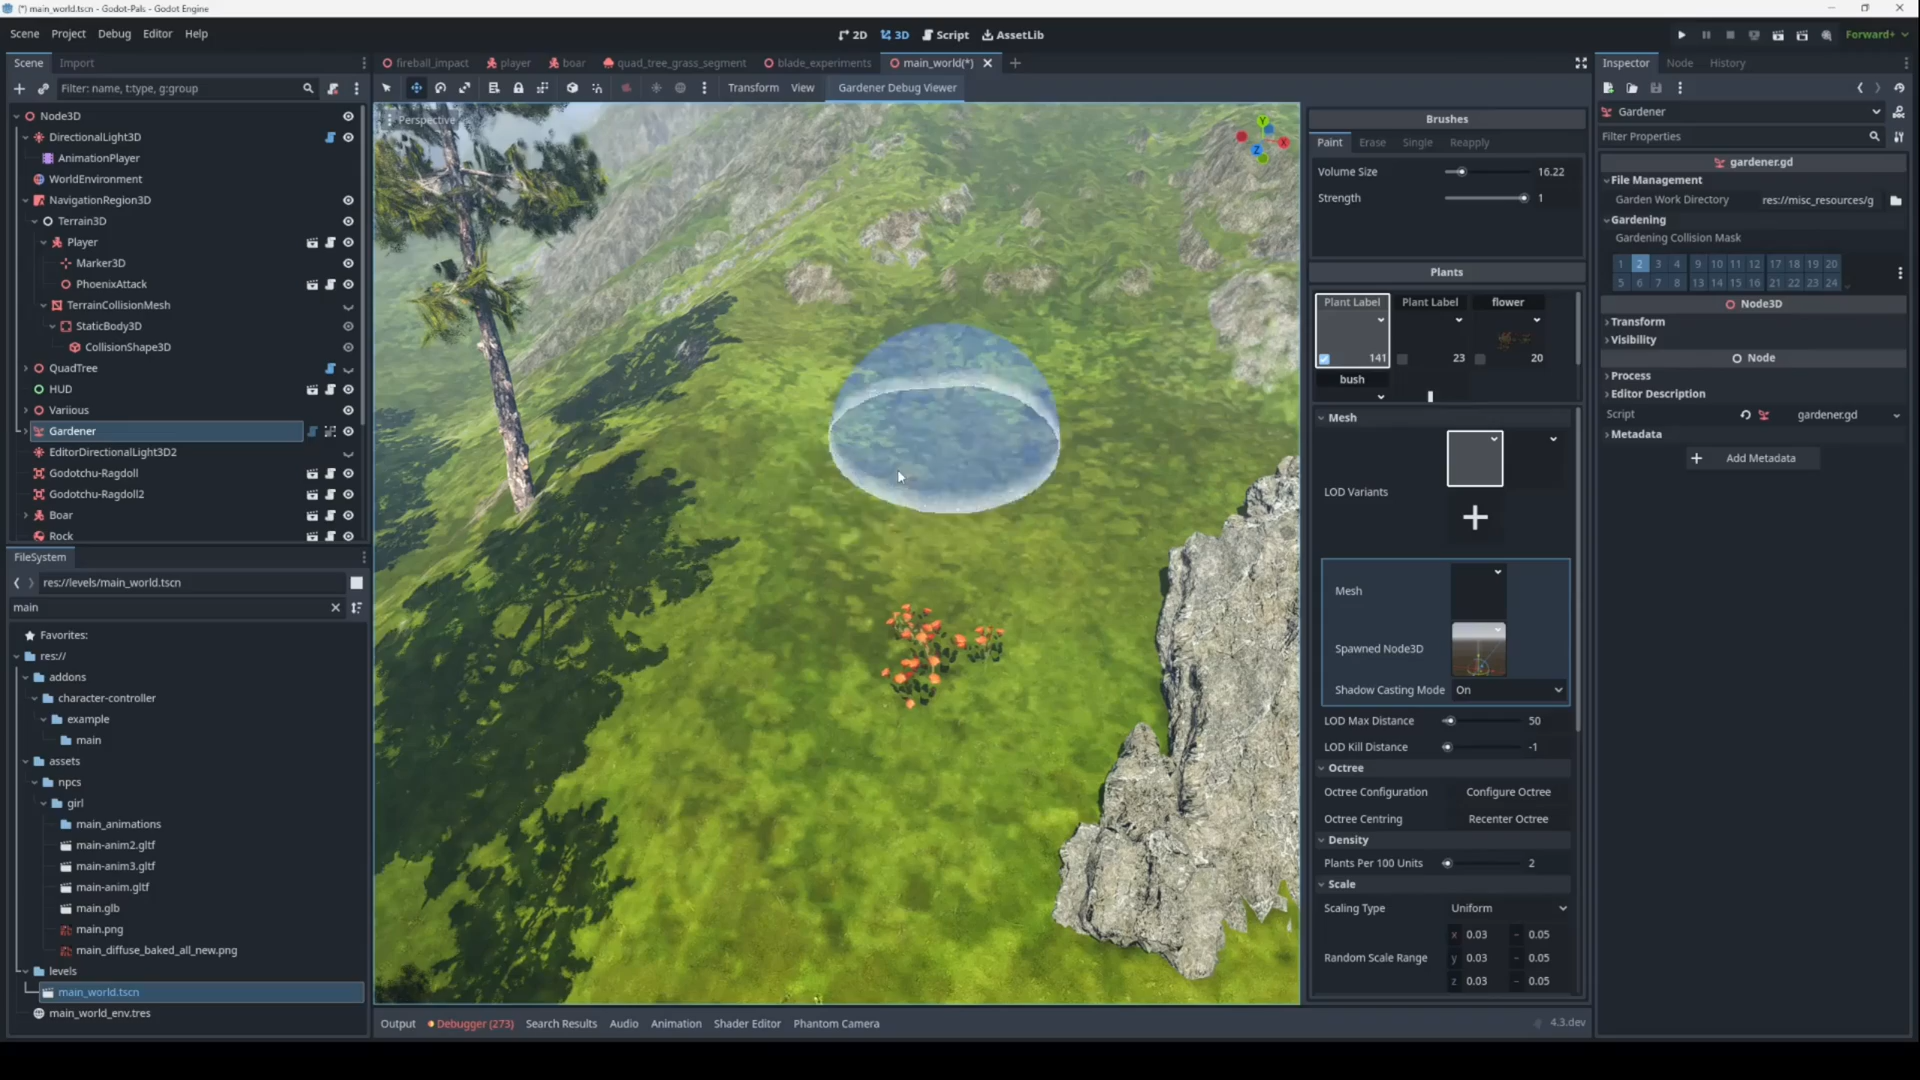 (*) main_world.tscn - Godot-Pals - Godot Engine
Scene Project Debug Editor Help
2D 3D Script AssetLib
Forward+
Scene Import
fireball_impact player boar quad_tree_grass_segment blade_experiments main_world(*)
Inspector Node History
Filter: name, t:type, g:group
Transform View Gardener Debug Viewer
Node3D
DirectionalLight3D
AnimationPlayer
WorldEnvironment
NavigationRegion3D
Terrain3D
Player
Marker3D
PhoenixAttack
TerrainCollisionMesh
StaticBody3D
CollisionShape3D
QuadTree
HUD
Variious
Gardener
EditorDirectionalLight3D2
Godotchu-Ragdoll
Godotchu-Ragdoll2
Boar
Rock
FileSystem
res://levels/main_world.tscn
main
Favorites:
res://
addons
character-controller
example
main
assets
npcs
girl
main_animations
main-anim2.gltf
main-anim3.gltf
main-anim.gltf
main.glb
main.png
main_diffuse_baked_all_new.png
levels
main_world.tscn
main_world_env.tres
Perspective
Y
X
Z
Output Debugger (273) Search Results Audio Animation Shader Editor Phantom Camera
4.3.dev
Brushes
Paint Erase Single Reapply
Volume Size 16.22
Strength 1
Plants
Plant Label Plant Label flower
141 23 20
bush
Mesh
LOD Variants
Mesh
Spawned Node3D
Shadow Casting Mode On
LOD Max Distance 50
LOD Kill Distance -1
Octree
Octree Configuration Configure Octree
Octree Centring Recenter Octree
Density
Plants Per 100 Units 2
Scale
Scaling Type Uniform
x 0.03 - 0.05
Random Scale Range y 0.03 - 0.05
z 0.03 - 0.05
Gardener
Filter Properties
gardener.gd
File Management
Garden Work Directory res://misc_resources/g
Gardening
Gardening Collision Mask
1 2 3 4 9 10 11 12 17 18 19 20
5 6 7 8 13 14 15 16 21 22 23 24
Node3D
Transform
Visibility
Node
Process
Editor Description
Script gardener.gd
Metadata
Add Metadata